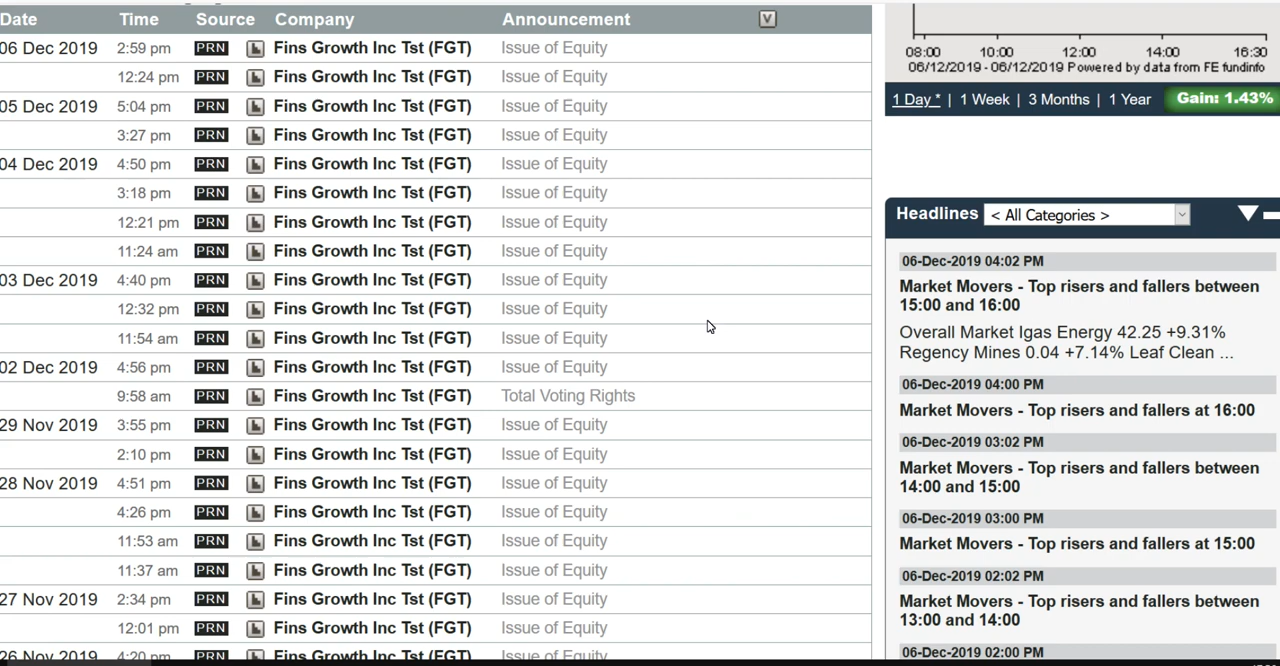 Date Time Source Company Announcement V
06 Dec 2019 2:59 pm PRN Fins Growth Inc Tst (FGT) Issue of Equity
12:24 pm PRN Fins Growth Inc Tst (FGT) Issue of Equity
05 Dec 2019 5:04 pm PRN Fins Growth Inc Tst (FGT) Issue of Equity
3:27 pm PRN Fins Growth Inc Tst (FGT) Issue of Equity
04 Dec 2019 4:50 pm PRN Fins Growth Inc Tst (FGT) Issue of Equity
3:18 pm PRN Fins Growth Inc Tst (FGT) Issue of Equity
12:21 pm PRN Fins Growth Inc Tst (FGT) Issue of Equity
11:24 am PRN Fins Growth Inc Tst (FGT) Issue of Equity
03 Dec 2019 4:40 pm PRN Fins Growth Inc Tst (FGT) Issue of Equity
12:32 pm PRN Fins Growth Inc Tst (FGT) Issue of Equity
11:54 am PRN Fins Growth Inc Tst (FGT) Issue of Equity
02 Dec 2019 4:56 pm PRN Fins Growth Inc Tst (FGT) Issue of Equity
9:58 am PRN Fins Growth Inc Tst (FGT) Total Voting Rights
29 Nov 2019 3:55 pm PRN Fins Growth Inc Tst (FGT) Issue of Equity
2:10 pm PRN Fins Growth Inc Tst (FGT) Issue of Equity
28 Nov 2019 4:51 pm PRN Fins Growth Inc Tst (FGT) Issue of Equity
4:26 pm PRN Fins Growth Inc Tst (FGT) Issue of Equity
11:53 am PRN Fins Growth Inc Tst (FGT) Issue of Equity
11:37 am PRN Fins Growth Inc Tst (FGT) Issue of Equity
27 Nov 2019 2:34 pm PRN Fins Growth Inc Tst (FGT) Issue of Equity
12:01 pm PRN Fins Growth Inc Tst (FGT) Issue of Equity
26 Nov 2019 4:20 pm PRN Fins Growth Inc Tst (FGT) Issue of Equity
08:00 10:00 12:00 14:00 16:30
06/12/2019 - 06/12/2019 Powered by data from FE fundinfo
1 Day * | 1 Week | 3 Months | 1 Year Gain: 1.43%
Headlines < All Categories >
06-Dec-2019 04:02 PM
Market Movers - Top risers and fallers between
15:00 and 16:00
Overall Market Igas Energy 42.25 +9.31%
Regency Mines 0.04 +7.14% Leaf Clean ...
06-Dec-2019 04:00 PM
Market Movers - Top risers and fallers at 16:00
06-Dec-2019 03:02 PM
Market Movers - Top risers and fallers between
14:00 and 15:00
06-Dec-2019 03:00 PM
Market Movers - Top risers and fallers at 15:00
06-Dec-2019 02:02 PM
Market Movers - Top risers and fallers between
13:00 and 14:00
06-Dec-2019 02:00 PM